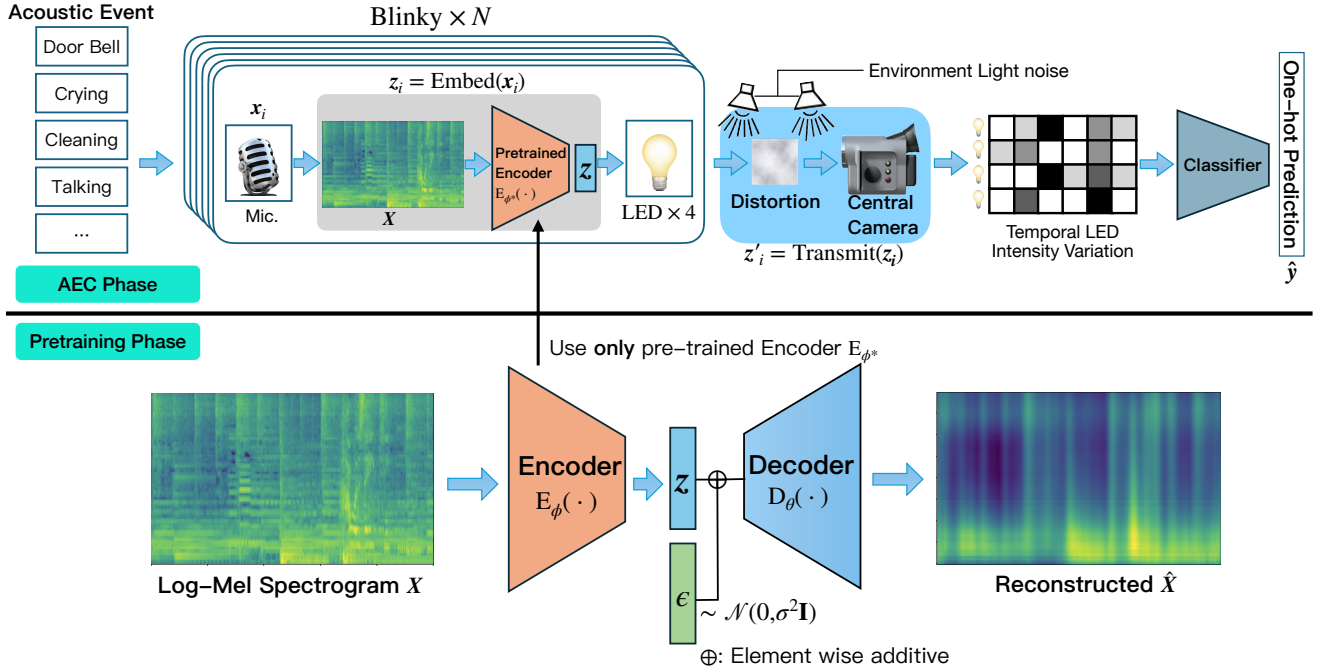 Acoustic Event
Door Bell
Crying
Cleaning
Talking
...
Blinky × N
z_i = Embed(x_i)
x_i
Mic.
X
Pretrained
Encoder
E_ϕ*(·)
z
LED × 4
Environment Light noise
Distortion
Central
Camera
z′_i = Transmit(z_i)
Temporal LED
Intensity Variation
Classifier
One-hot Prediction ŷ
AEC Phase
Pretraining Phase
Use only pre-trained Encoder E_ϕ*
Log-Mel Spectrogram X
Encoder
E_ϕ(·)
z
ϵ
∼ 𝒩(0,σ²I)
⊕
Decoder
D_θ(·)
Reconstructed X̂
⊕: Element wise additive